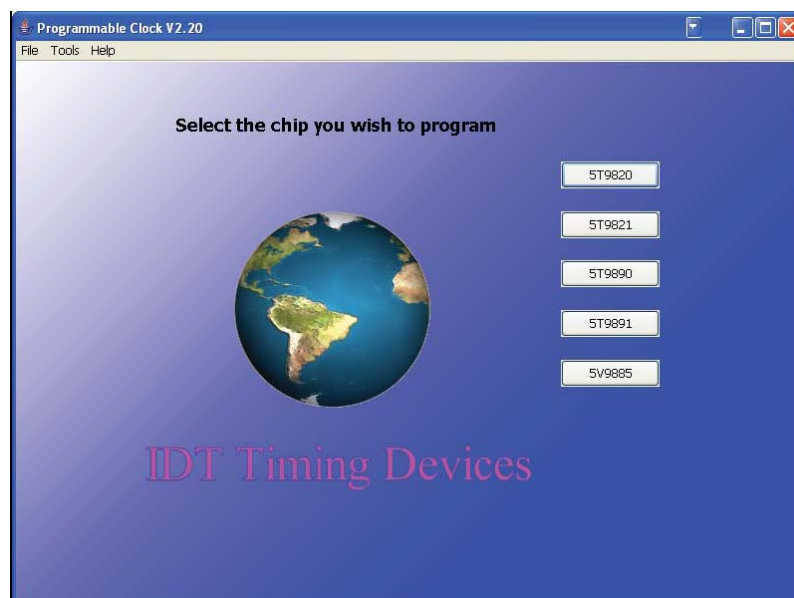 Programmable Clock V2.20
File Tools Help
Select the chip you wish to program
5T9820
5T9821
5T9890
5T9891
5V9885
IDT Timing Devices